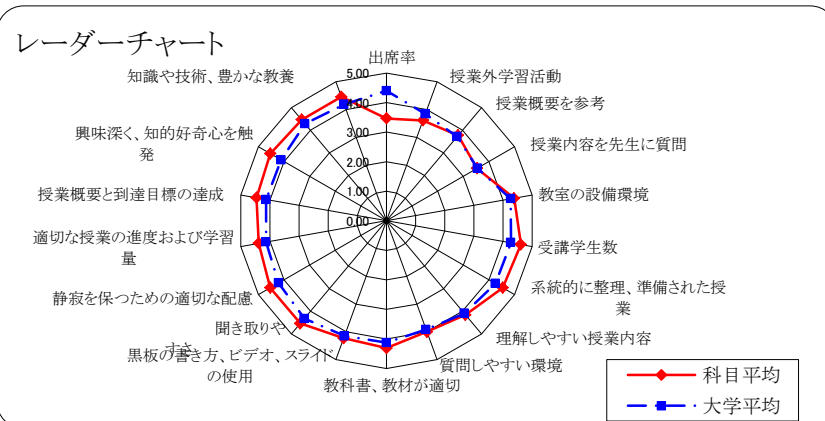 レーダーチャート
出席率
授業外学習活動
授業概要を参考
授業内容を先生に質問
教室の設備環境
受講学生数
系統的に整理、準備された授
業
理解しやすい授業内容
質問しやすい環境
教科書、教材が適切
黒板の書き方、ビデオ、スライド
の使用
聞き取りや
すさ
静寂を保つための適切な配慮
適切な授業の進度および学習
量
授業概要と到達目標の達成
興味深く、知的好奇心を触
発
知識や技術、豊かな教養
5.00
4.00
3.00
2.00
1.00
0.00
科目平均
大学平均